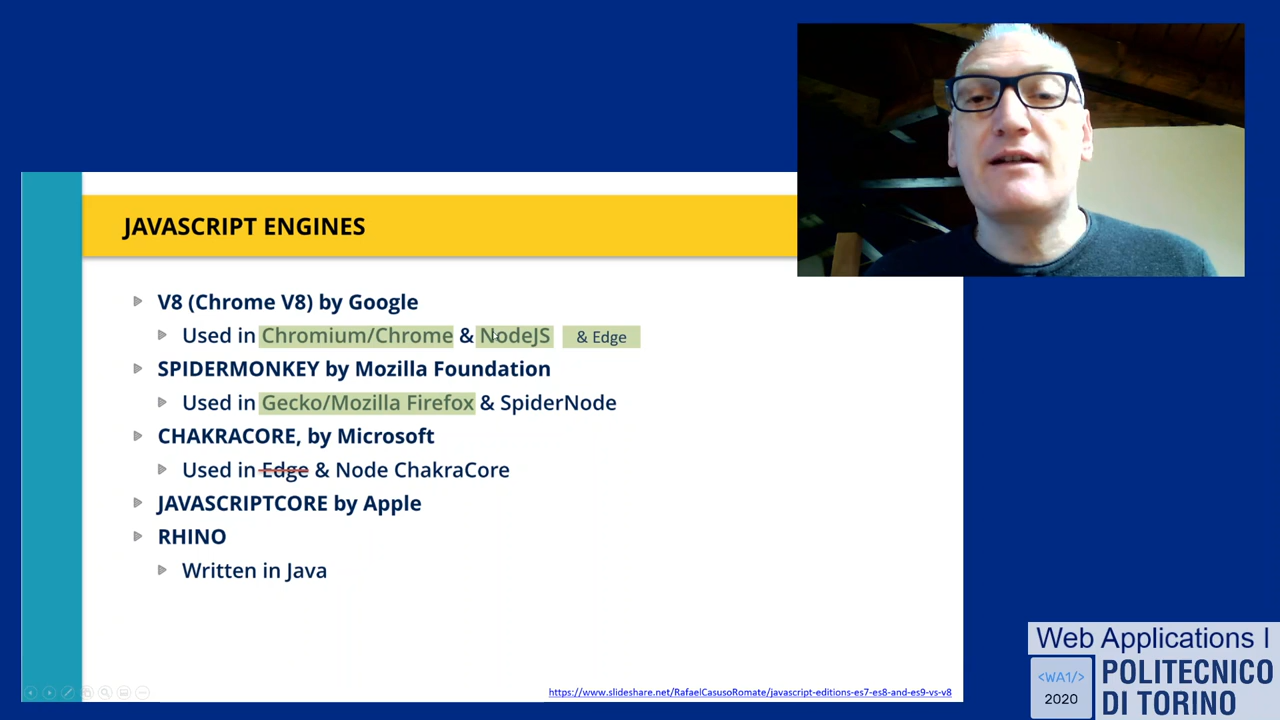 JAVASCRIPT ENGINES
V8 (Chrome V8) by Google
Used in Chromium/Chrome & NodeJS & Edge
SPIDERMONKEY by Mozilla Foundation
Used in Gecko/Mozilla Firefox & SpiderNode
CHAKRACORE, by Microsoft
Used in Edge & Node ChakraCore
JAVASCRIPTCORE by Apple
RHINO
Written in Java
https://www.slideshare.net/RafaelCasusoRomate/javascript-editions-es7-es8-and-es9-vs-v8
Web Applications I
<WA1/>
2020
POLITECNICO
DI TORINO